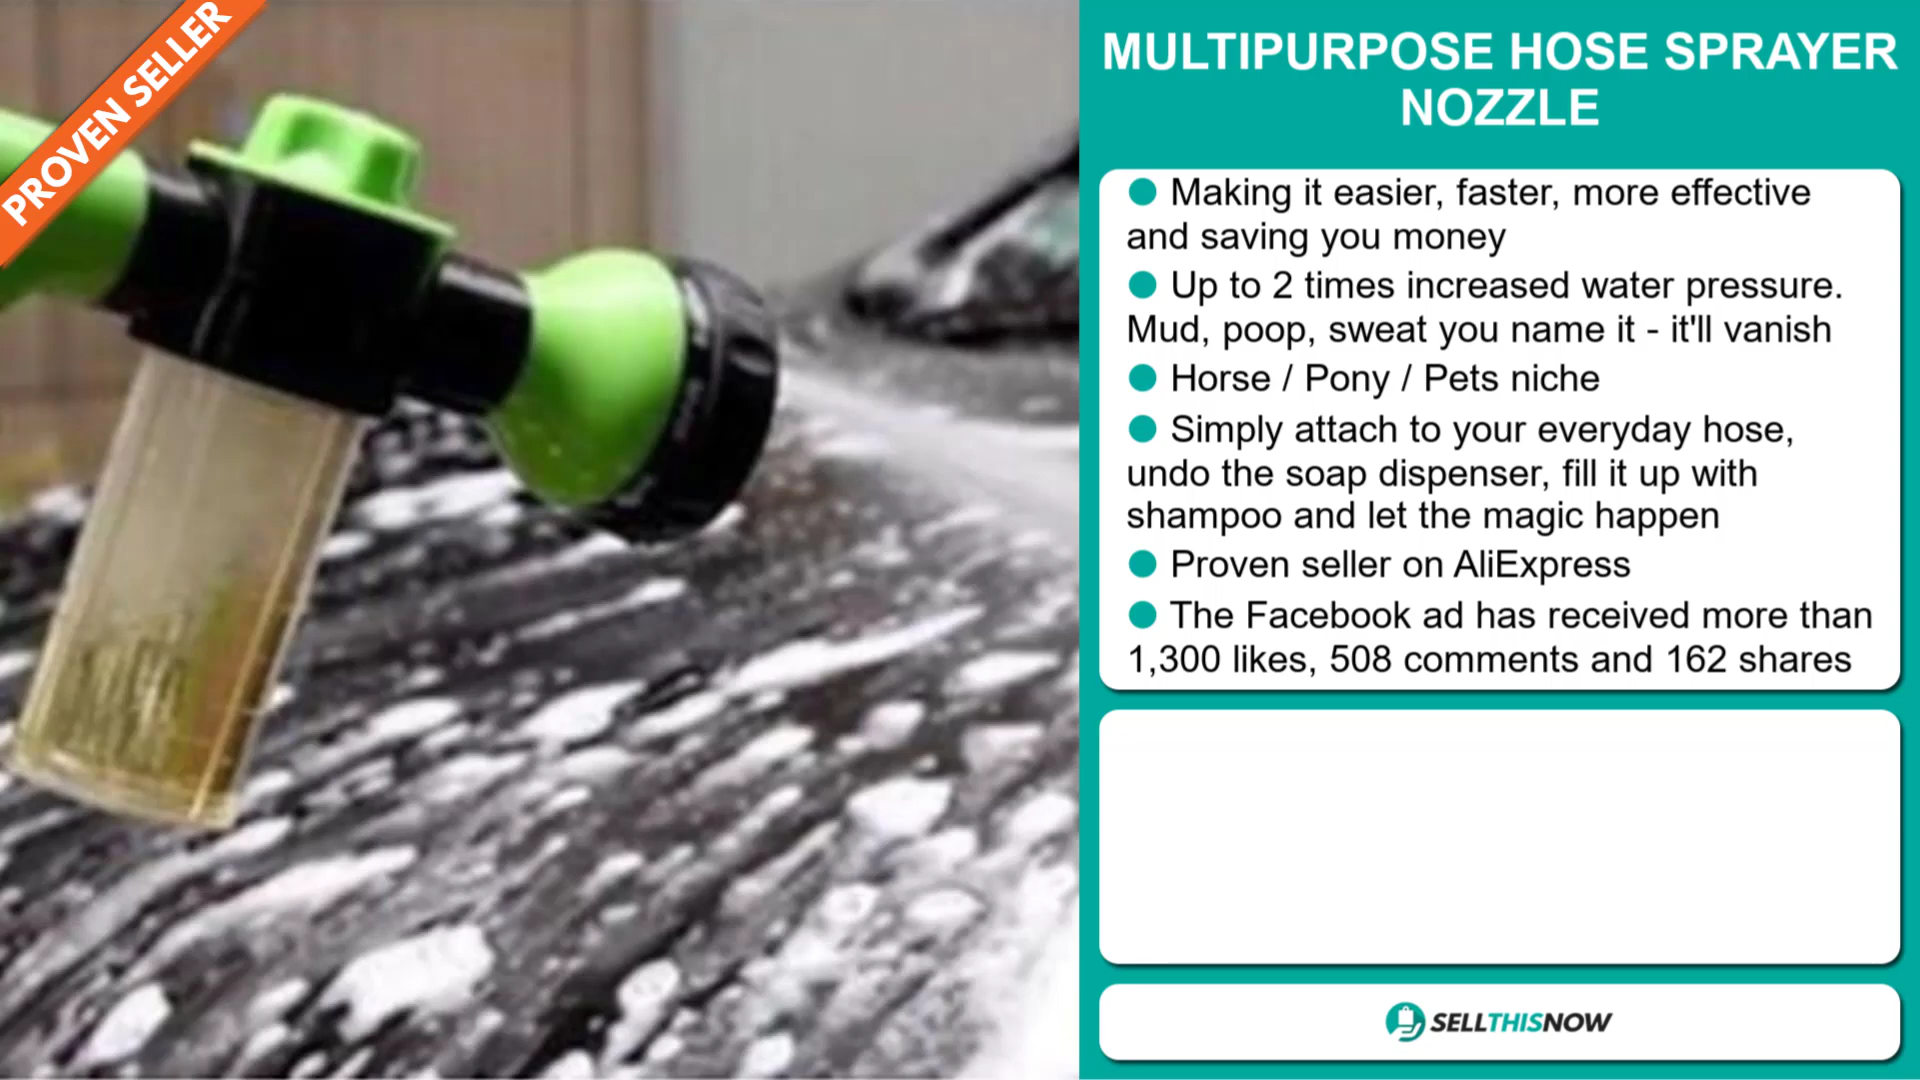 PROVEN SELLER
MULTIPURPOSE HOSE SPRAYER
NOZZLE
● Making it easier, faster, more effective
and saving you money
● Up to 2 times increased water pressure.
Mud, poop, sweat you name it - it'll vanish
● Horse / Pony / Pets niche
● Simply attach to your everyday hose,
undo the soap dispenser, fill it up with
shampoo and let the magic happen
● Proven seller on AliExpress
● The Facebook ad has received more than
1,300 likes, 508 comments and 162 shares
SELLTHISNOW